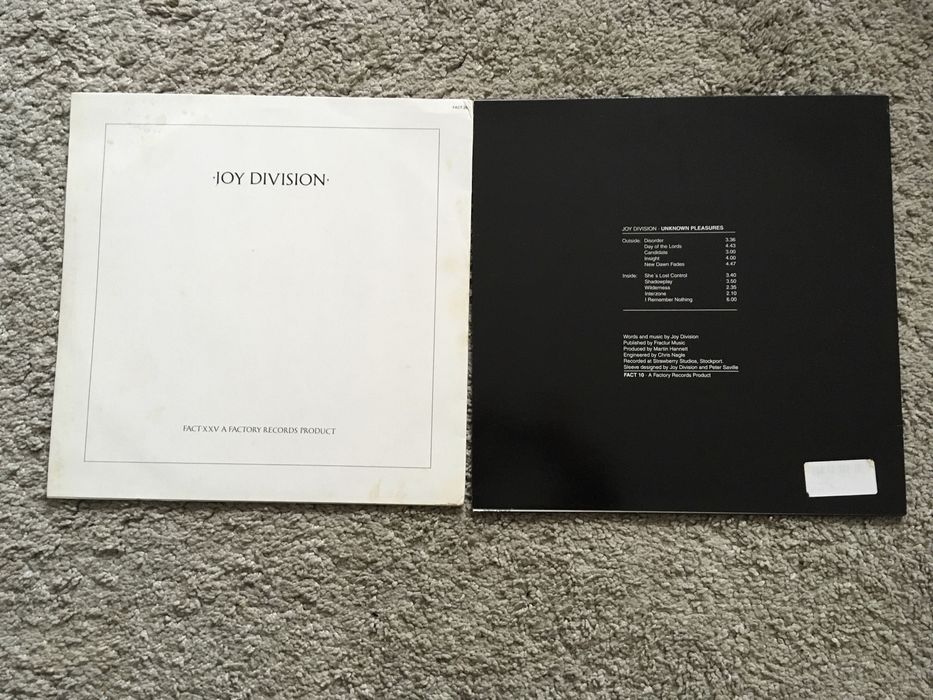 FACT 25
·JOY DIVISION·
FACT·XXV A FACTORY RECORDS PRODUCT
JOY DIVISION · UNKNOWN PLEASURES
Outside: Disorder 3.36
Day of the Lords 4.43
Candidate 3.00
Insight 4.00
New Dawn Fades 4.47
Inside: She´s Lost Control 3.40
Shadowplay 3.50
Wilderness 2.35
Interzone 2.10
I Remember Nothing 6.00
Words and music by Joy Division
Published by Fractur Music
Produced by Martin Hannett
Engineered by Chris Nagle
Recorded at Strawberry Studios, Stockport.
Sleeve designed by Joy Division and Peter Saville
FACT 10 · A Factory Records Product